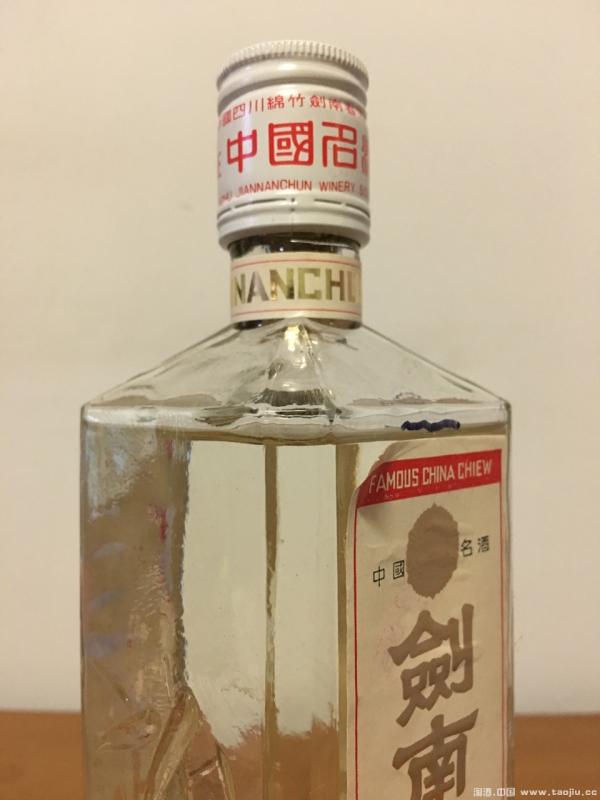 國四川綿竹劍南春
中國名
JIANNANCHUN WINERY
NANCHU
FAMOUS CHINA CHIEW
中國 名酒
劍南
淘酒.中国 www.taojiu.cc